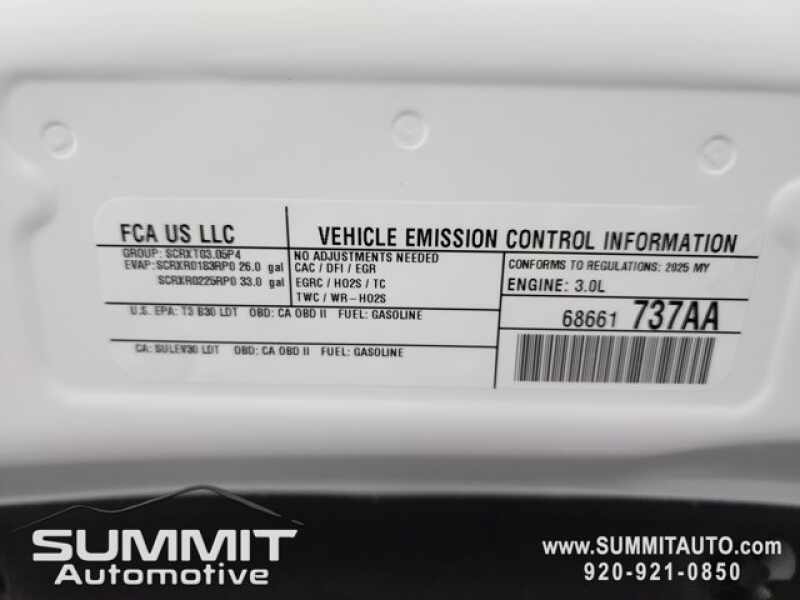 FCA US LLC
GROUP: SCRXT03.05P4
EVAP: SCRXR0183RP0 26.0 gal
SCRXR0225RP0 33.0 gal
VEHICLE EMISSION CONTROL INFORMATION
NO ADJUSTMENTS NEEDED
CAC / DFI / EGR
EGRC / HO2S / TC
TWC / WR-HO2S
CONFORMS TO REGULATIONS: 2025 MY
ENGINE: 3.0L
U.S. EPA: T3 B30 LDT OBD: CA OBD II FUEL: GASOLINE
68661 737AA
CA: SULEV30 LDT OBD: CA OBD II FUEL: GASOLINE
SUMMIT
Automotive
www.SUMMITAUTO.com
920-921-0850